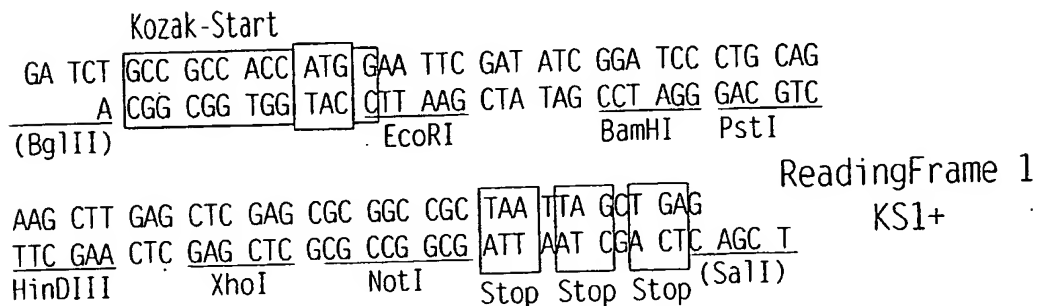 Kozak-Start
GA TCT GCC GCC ACC ATG GAA TTC GAT ATC GGA TCC CTG CAG
A CGG CGG TGG TAC CTT AAG CTA TAG CCT AGG GAC GTC
(BglII) EcoRI BamHI PstI
ReadingFrame 1
KS1+
AAG CTT GAG CTC GAG CGC GGC CGC TAA TTA GCT GAG
TTC GAA CTC GAG CTC GCG CCG GCG ATT AAT CGA CTC AGC T
HinDIII XhoI NotI Stop Stop Stop (SalI)